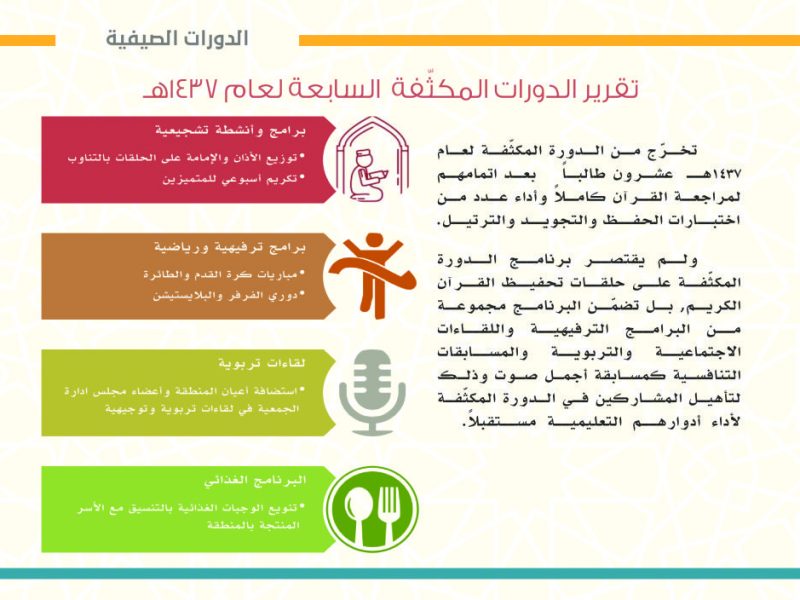 الدورات الصيفية
تقرير الدورات المكثّفة السابعة لعام ١٤٣٧هـ
تخرّج من الدورة المكثّفة لعام
١٤٣٧هـ عشرون طالباً بعد اتمامهم
لمراجعة القرآن كاملاً وأداء عدد من
اختبارات الحفظ والتجويد والترتيل.
ولم يقتصر برنامج الدورة
المكثّفة على حلقات تحفيظ القرآن
الكريم, بل تضمّن البرنامج مجموعة
من البرامج الترفيهية واللقاءات
الاجتماعية والتربوية والمسابقات
التنافسية كمسابقة أجمل صوت وذلك
لتأهيل المشاركين في الدورة المكثّفة
لأداء أدوارهم التعليمية مستقبلاً.
برامج وأنشطة تشجيعية
• توزيع الأذان والإمامة على الحلقات بالتناوب
• تكريم أسبوعي للمتميزين
برامج ترفيهية ورياضية
• مباريات كرة القدم والطائرة
• دوري الفرفر والبلايستيشن
لقاءات تربوية
• استضافة أعيان المنطقة وأعضاء مجلس ادارة
الجمعية في لقاءات تربوية وتوجيهية
البرنامج الغذائي
• تنويع الوجبات الغذائية بالتنسيق مع الأسر
المنتجة بالمنطقة